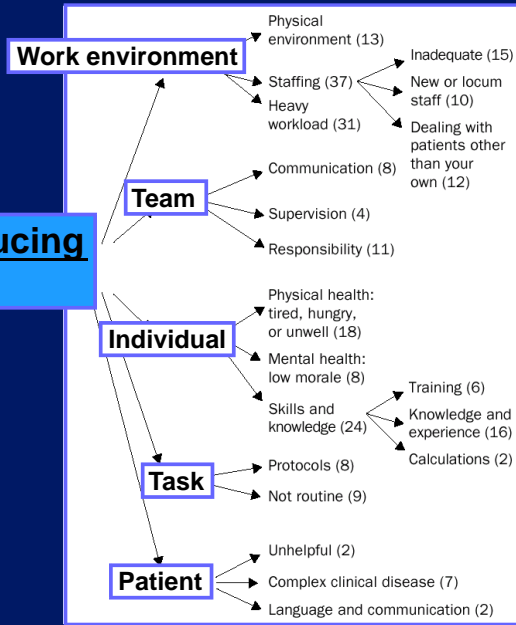 Work environment
Physical
environment (13)
Staffing (37)
Inadequate (15)
New or locum
staff (10)
Dealing with
patients other
than your
own (12)
Heavy
workload (31)
Team
Communication (8)
Supervision (4)
Responsibility (11)
ucing
Individual
Physical health:
tired, hungry,
or unwell (18)
Mental health:
low morale (8)
Skills and
knowledge (24)
Training (6)
Knowledge and
experience (16)
Calculations (2)
Task
Protocols (8)
Not routine (9)
Patient
Unhelpful (2)
Complex clinical disease (7)
Language and communication (2)